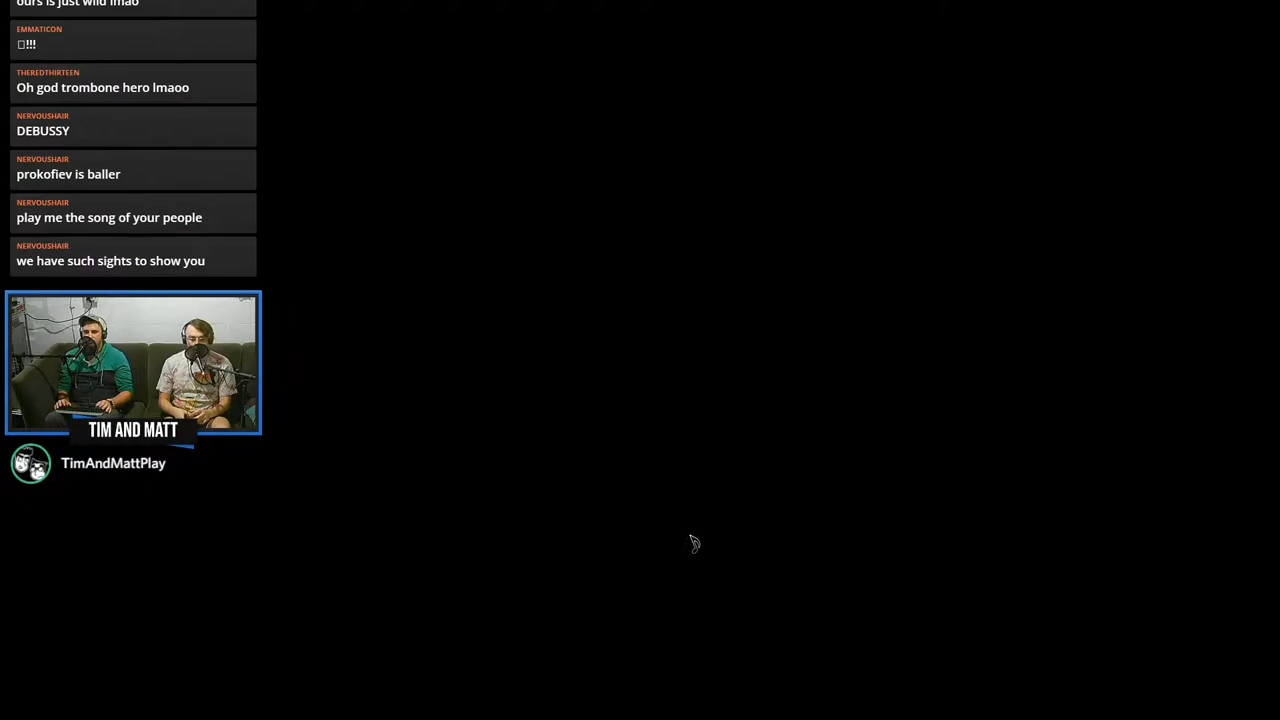 ours is just wild lmao
EMMATICON
!!!
THEREDTHIRTEEN
Oh god trombone hero lmaoo
NERVOUSHAIR
DEBUSSY
NERVOUSHAIR
prokofiev is baller
NERVOUSHAIR
play me the song of your people
NERVOUSHAIR
we have such sights to show you
TIM AND MATT
TimAndMattPlay